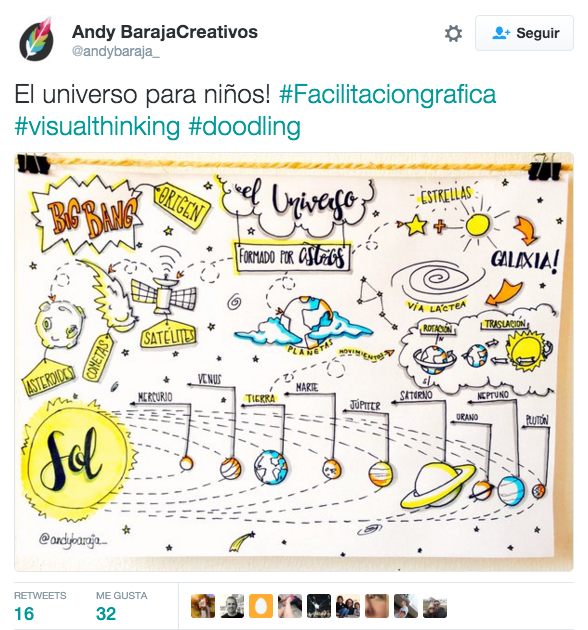 Andy BarajaCreativos
@andybaraja_
Seguir
El universo para niños! #Facilitaciongrafica
#visualthinking #doodling
BIG BANG
ORIGEN
el Universo
FORMADO POR astros
ESTRELLAS
GALAXIA!
VÍA LÁCTEA
ASTEROIDES
COMETAS
SATELITES
PLANETAS
MOVIMIENTOS
ROTACIÓN
TRASLACIÓN
N
S
Sol
MERCURIO
VENUS
TIERRA
MARTE
JÚPITER
SATURNO
URANO
NEPTUNO
PLUTÓN
@andybaraja_
RETWEETS
16
ME GUSTA
32